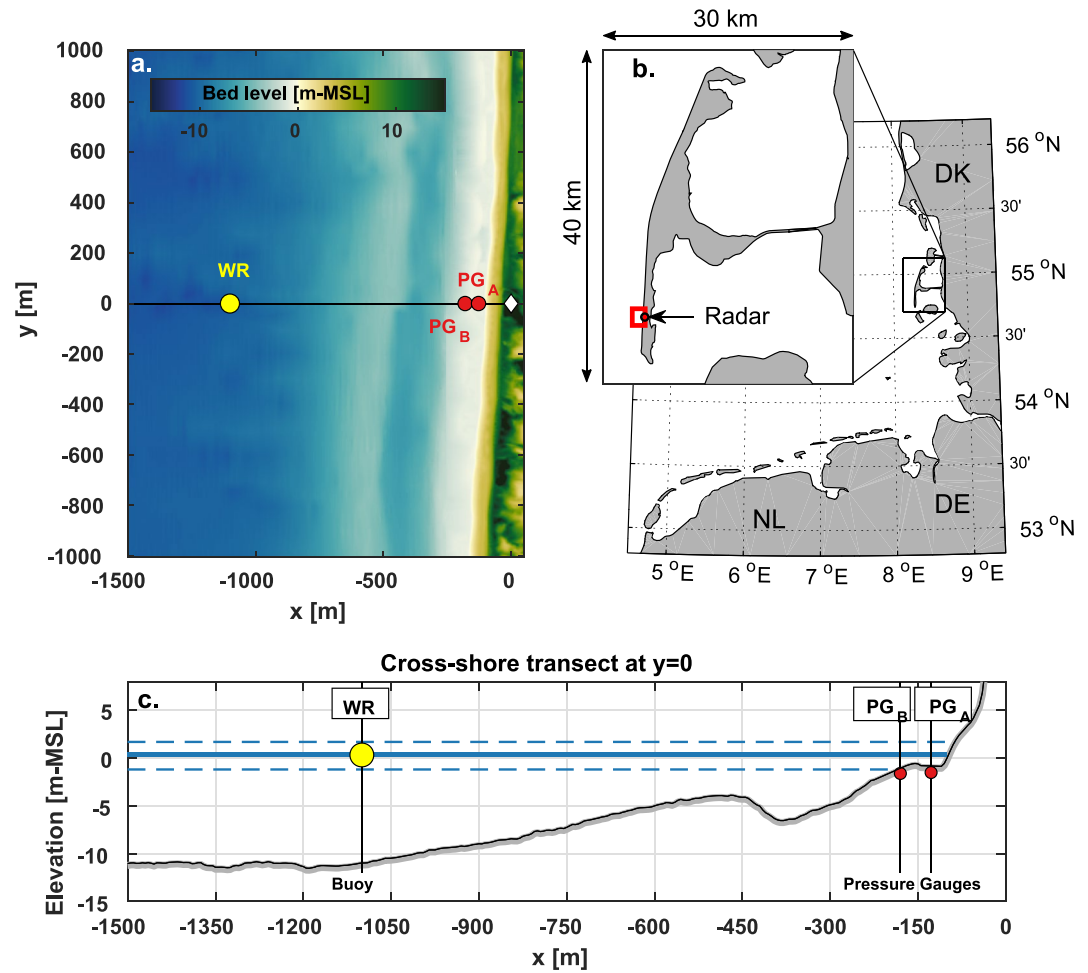 a.
Bed level [m-MSL]
-10 0 10
WR
PG A
PG B
1000
800
600
400
200
0
-200
-400
-600
-800
-1000
y [m]
-1500 -1000 -500 0
x [m]
30 km
40 km
b.
Radar
DK
DE
NL
56 °N
30'
55 °N
30'
54 °N
30'
53 °N
5 °E 6 °E 7 °E 8 °E 9 °E
Cross-shore transect at y=0
c.
WR
PG B
PG A
5
0
-5
-10
-15
Elevation [m-MSL]
Buoy
Pressure Gauges
-1500 -1350 -1200 -1050 -900 -750 -600 -450 -300 -150 0
x [m]